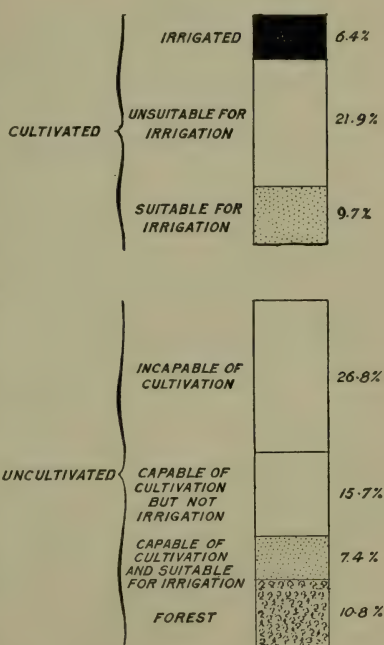 IRRIGATED 6.4%
CULTIVATED
UNSUITABLE FOR
IRRIGATION
21.9%
SUITABLE FOR
IRRIGATION
9.7%
UNCULTIVATED
INCAPABLE OF
CULTIVATION
26.8%
CAPABLE OF
CULTIVATION
BUT NOT
IRRIGATION
15.7%
CAPABLE OF
CULTIVATION
AND SUITABLE
FOR IRRIGATION
7.4%
FOREST 10.8%